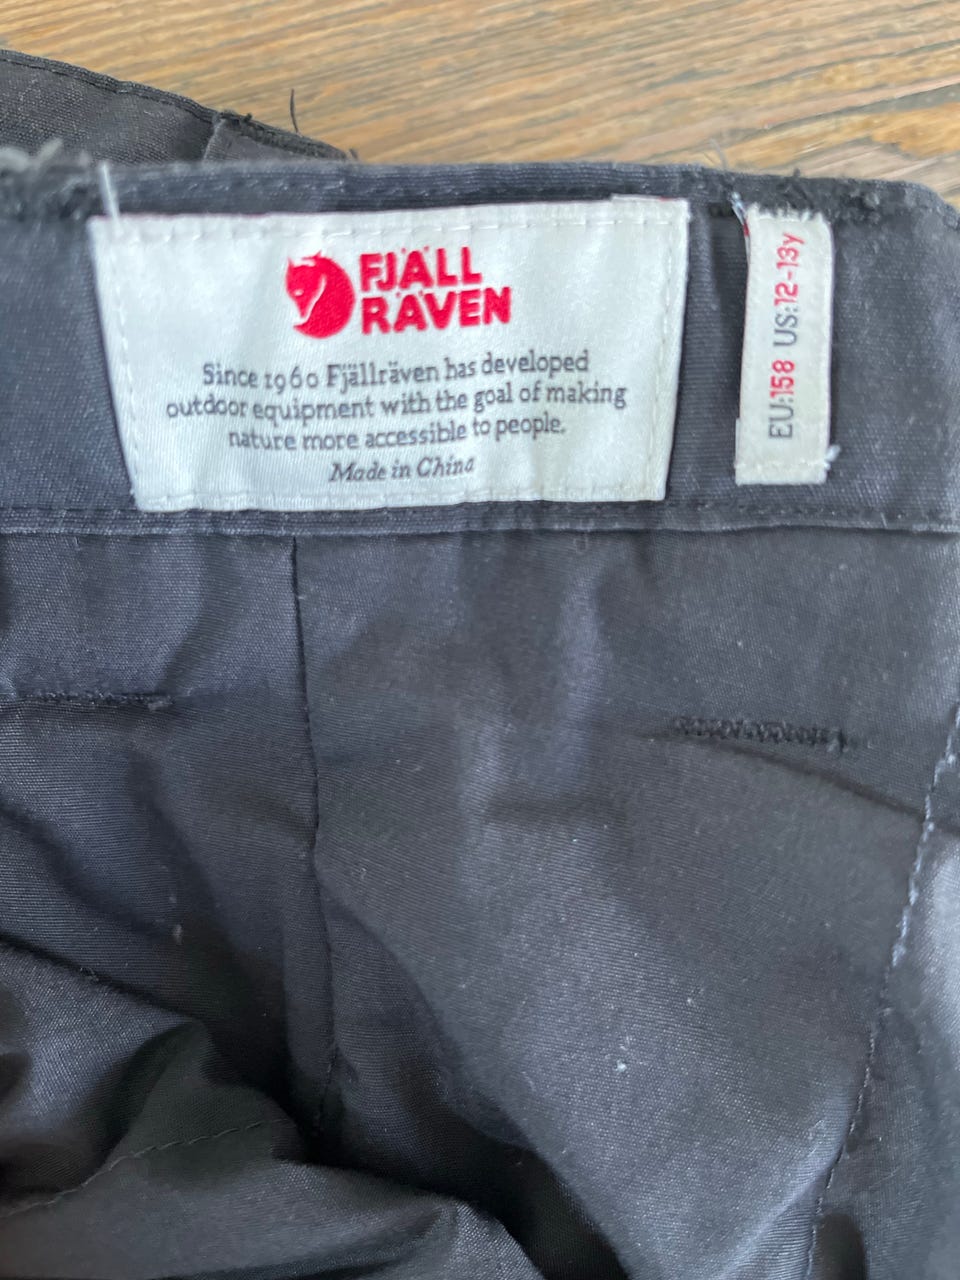 FJÄLL
RÄVEN
Since 1960 Fjällräven has developed
outdoor equipment with the goal of making
nature more accessible to people.
Made in China
EU:158 US:12-13y